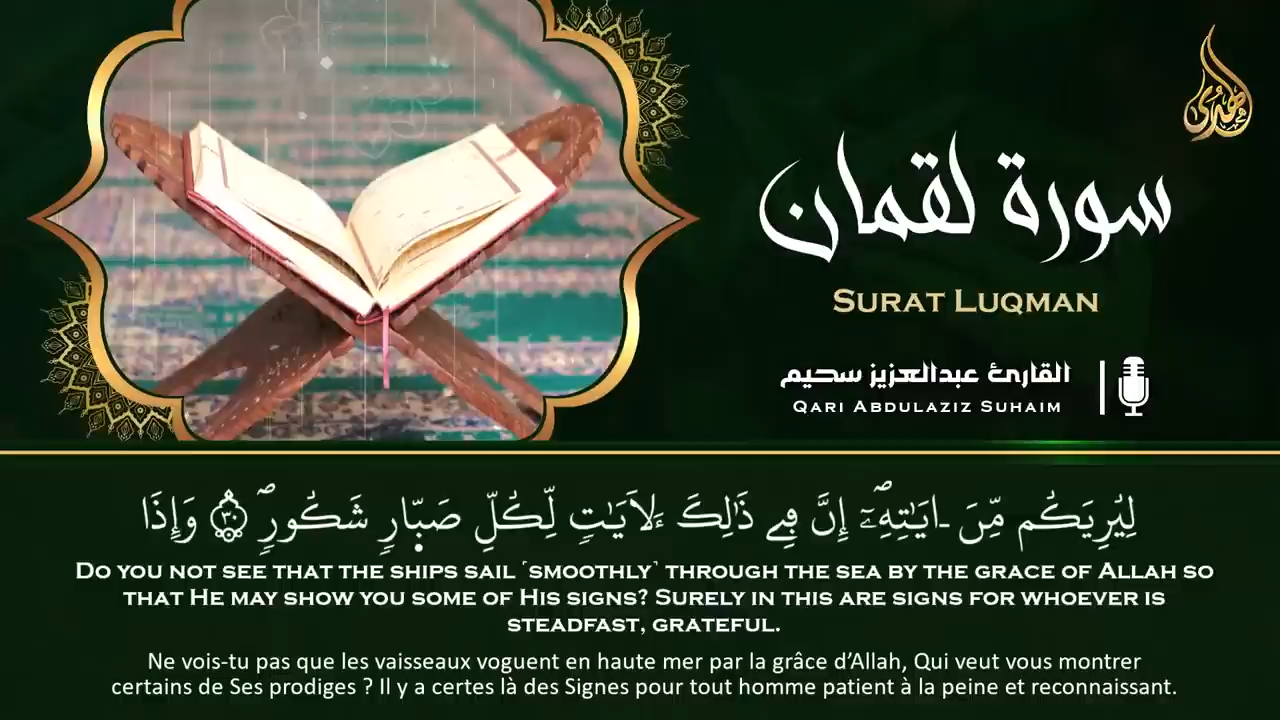 الهدى
سورة لقمان
SURAT LUQMAN
القارئ عبدالعزيز سحيم
QARI ABDULAZIZ SUHAIM
لِيُرِيَكُم مِّنَ ـاٰيَٰتِهِۦٓۖ إِنَّ فِے ذَٰلِكَ ءَلَايَٰتٖ لِّكُلِّ صَبّ۪ارٖ شَكُورٖۖ ٣٠ وَإِذَا
DO YOU NOT SEE THAT THE SHIPS SAIL ˹SMOOTHLY˺ THROUGH THE SEA BY THE GRACE OF ALLAH SO
THAT HE MAY SHOW YOU SOME OF HIS SIGNS? SURELY IN THIS ARE SIGNS FOR WHOEVER IS
STEADFAST, GRATEFUL.
Ne vois-tu pas que les vaisseaux voguent en haute mer par la grâce d’Allah, Qui veut vous montrer
certains de Ses prodiges ? Il y a certes là des Signes pour tout homme patient à la peine et reconnaissant.